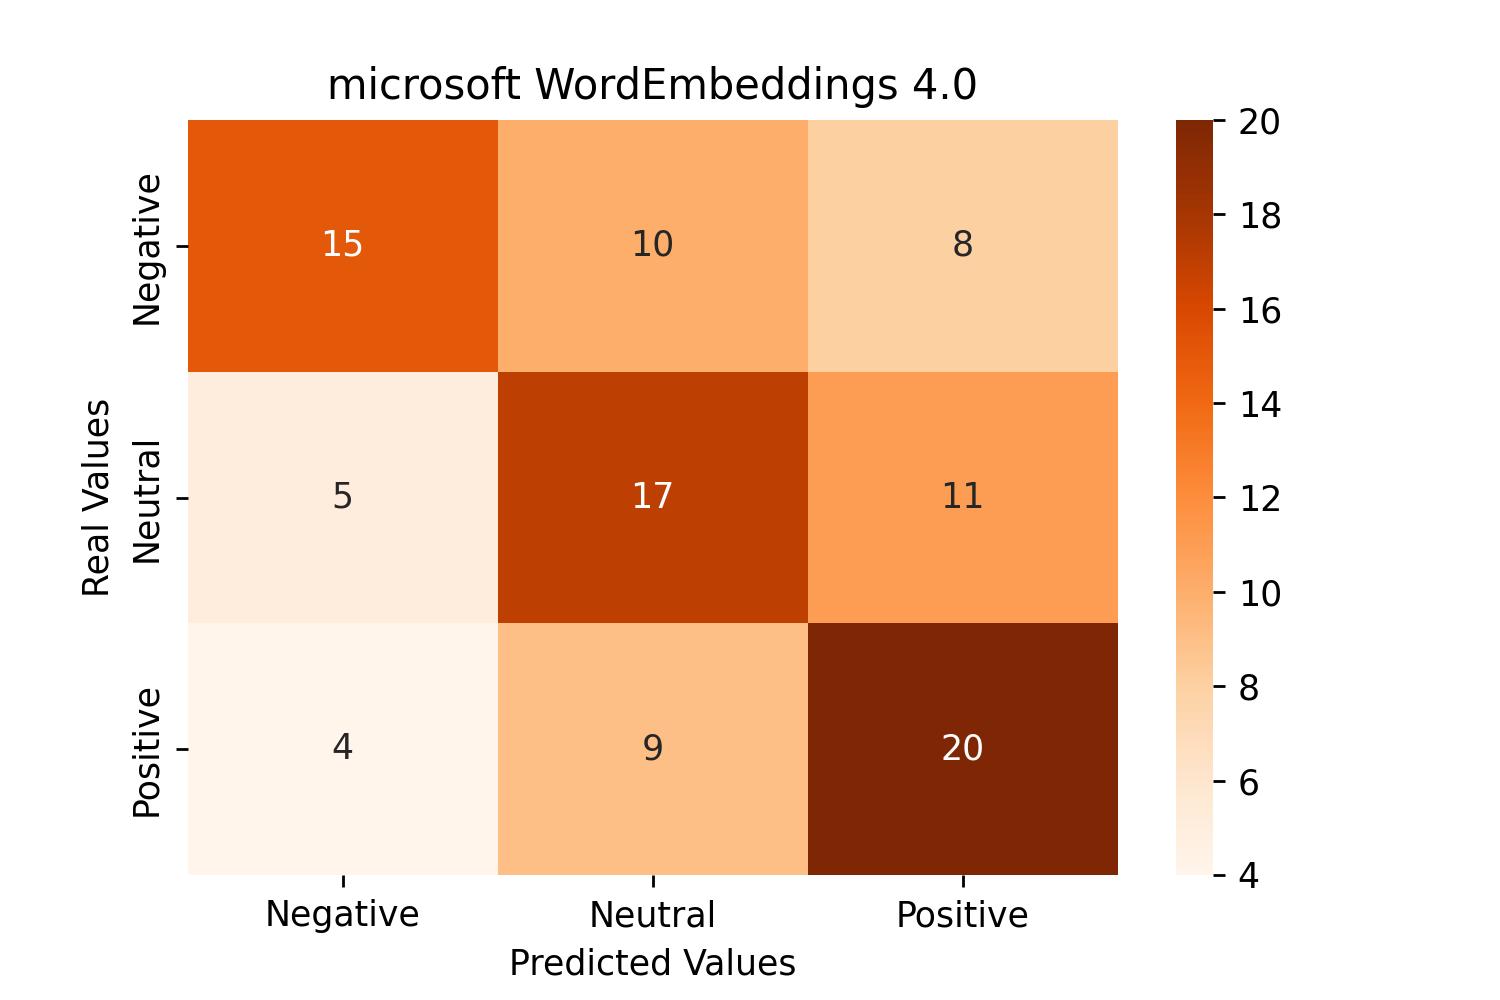 microsoft WordEmbeddings 4.0
Real Values
Negative
15 10 8
Neutral
5 17 11
Positive
4 9 20
Negative Neutral Positive
Predicted Values
20
18
16
14
12
10
8
6
4